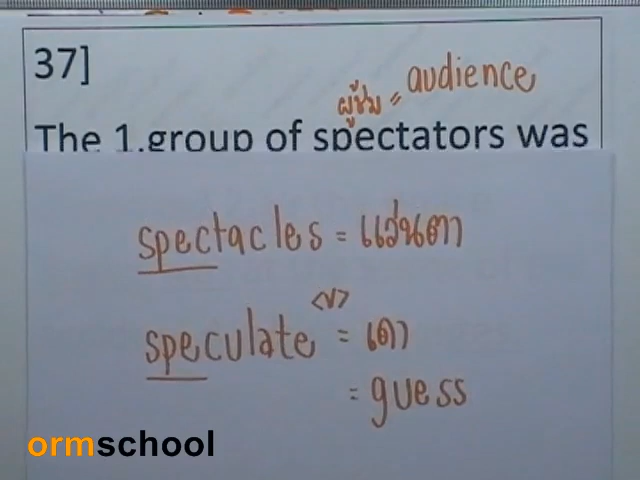 37]
ผู้ชม = audience
The 1.group of spectators was
spectacles = แว่นตา
<v>
speculate = เดา
= guess
ormschool